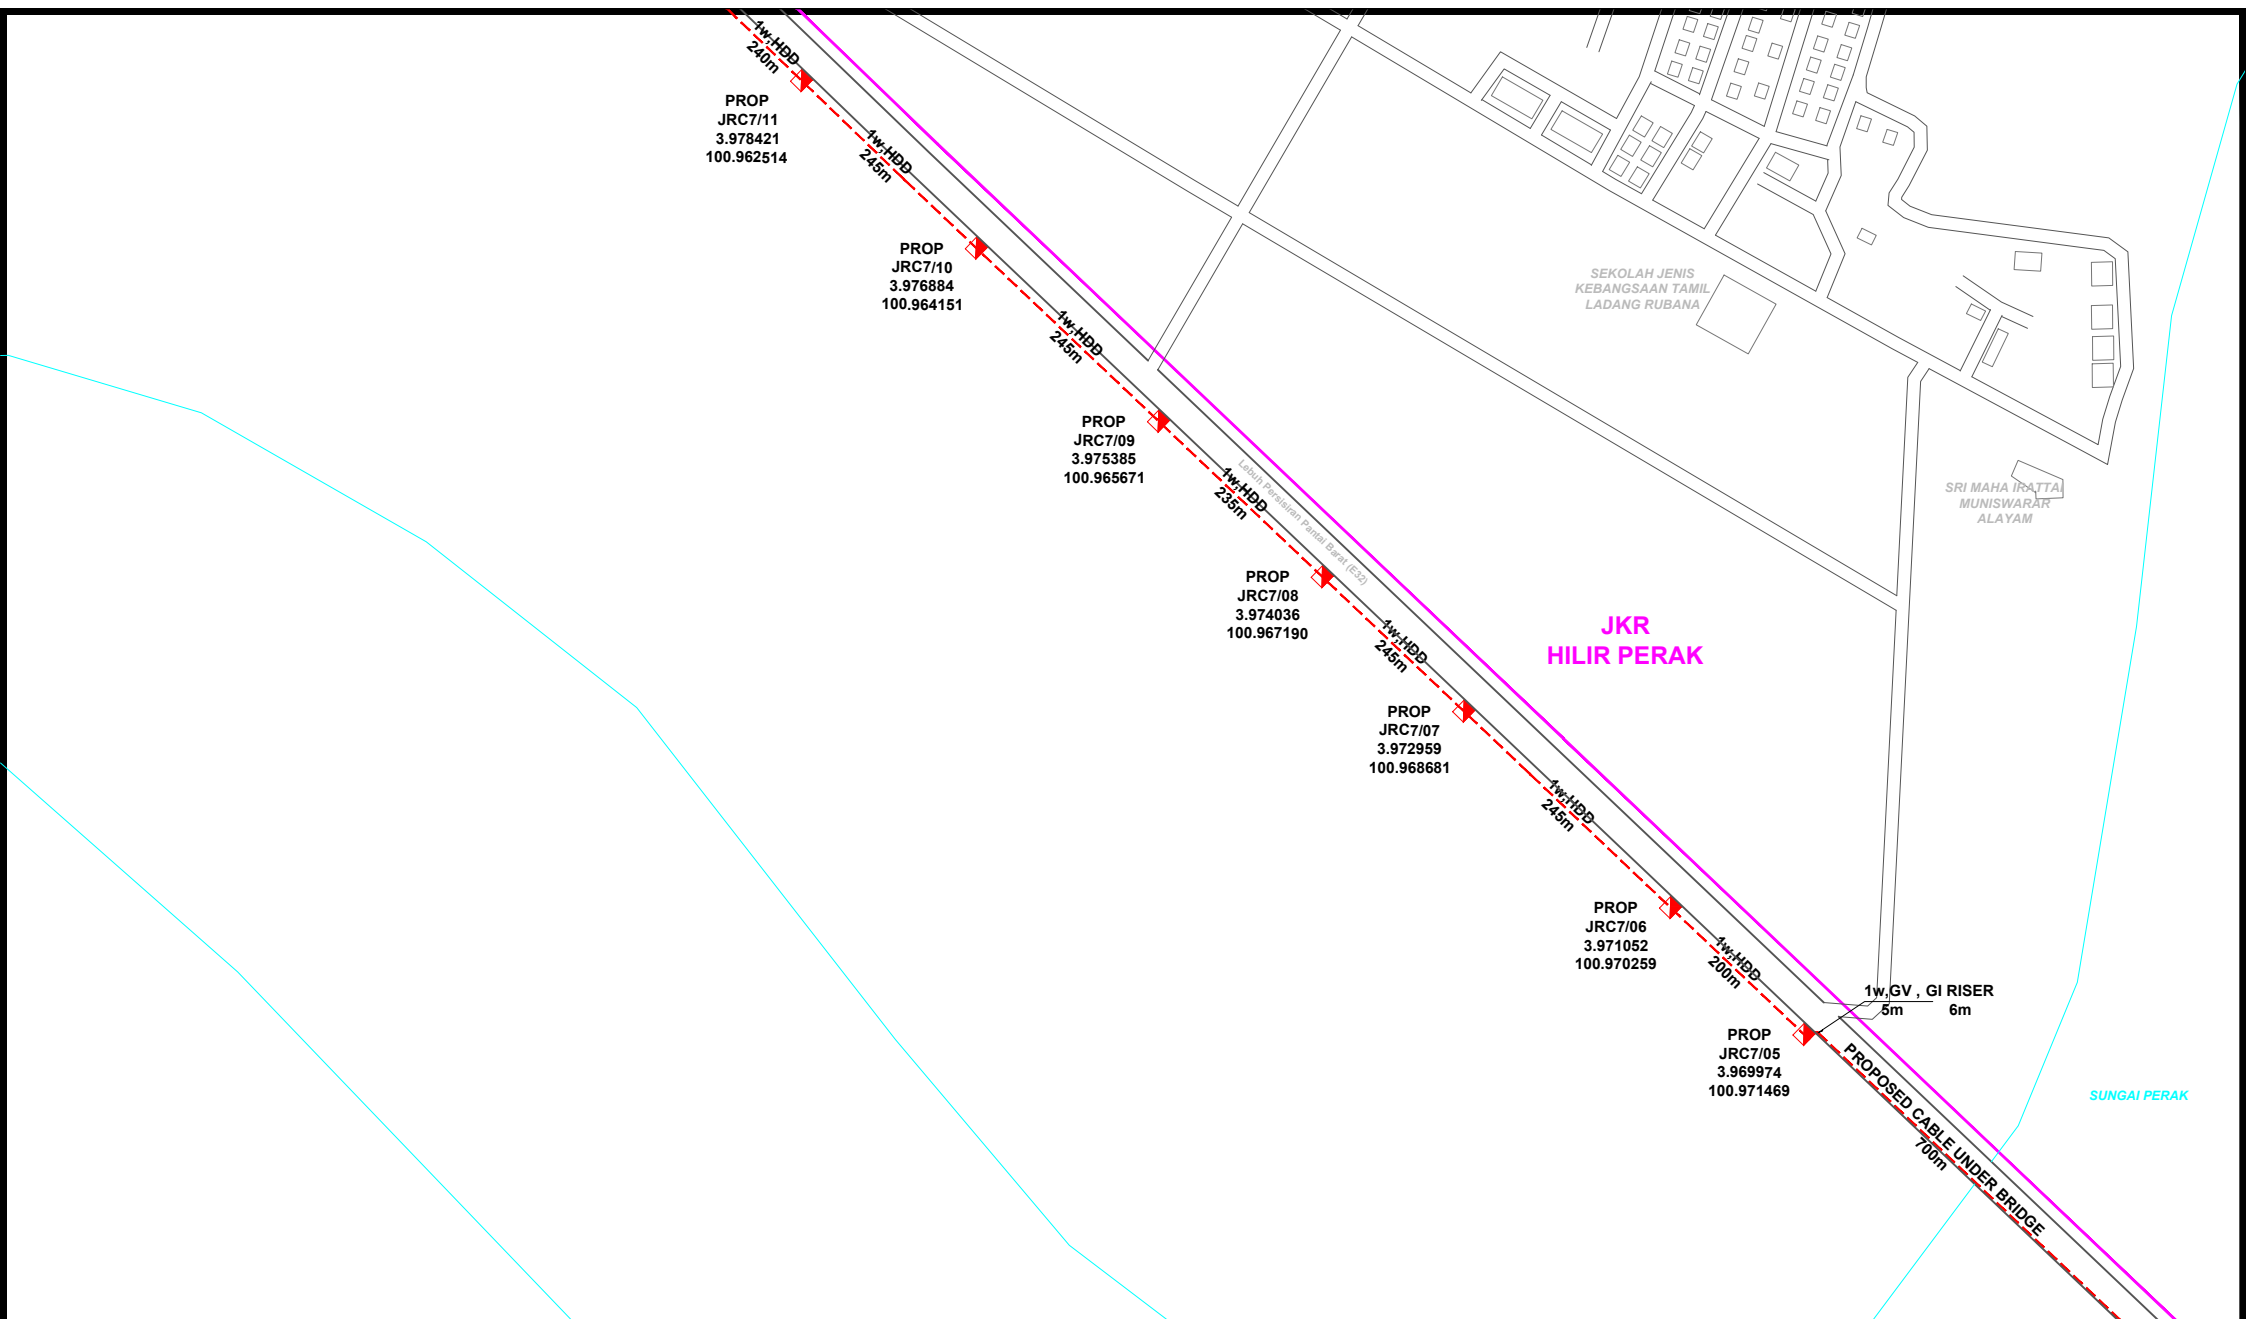 1w,HDD
240m
PROP
JRC7/11
3.978421
100.962514
1w,HDD
245m
PROP
JRC7/10
3.976884
100.964151
SEKOLAH JENIS
KEBANGSAAN TAMIL
LADANG RUBANA
1w,HDD
245m
PROP
JRC7/09
3.975385
100.965671
Lebuh Persisiran Pantai Barat (E32)
1w,HDD
235m
SRI MAHA IRATTAI
MUNISWARAR
ALAYAM
PROP
JRC7/08
3.974036
100.967190
1w,HDD
245m
JKR
HILIR PERAK
PROP
JRC7/07
3.972959
100.968681
1w,HDD
245m
PROP
JRC7/06
3.971052
100.970259
1w,HDD
200m
1w,GV , GI RISER
5m 6m
PROP
JRC7/05
3.969974
100.971469
PROPOSED CABLE UNDER BRIDGE
700m
SUNGAI PERAK